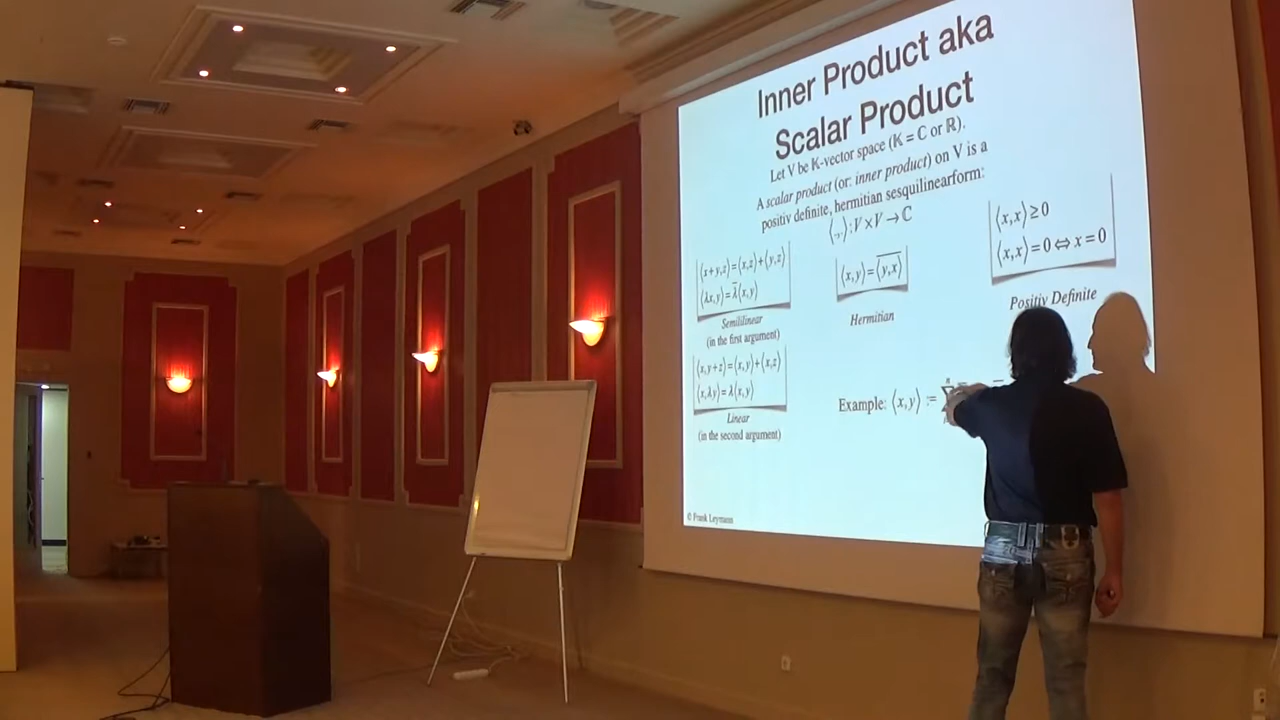 Inner Product aka
Scalar Product
Let V be 𝕂-vector space (𝕂 = ℂ or ℝ).
A scalar product (or: inner product) on V is a
positiv definite, hermitian sesquilinearform:
⟨.,.⟩: V × V → ℂ
⟨x+y,z⟩=⟨x,z⟩+⟨y,z⟩
⟨λx,y⟩=λ̄⟨x,y⟩
Semililinear
(in the first argument)
⟨x,y⟩=\overline{⟨y,x⟩}
Hermitian
⟨x,x⟩≥0
⟨x,x⟩=0⇔x=0
Positiv Definite
⟨x,y+z⟩=⟨x,y⟩+⟨x,z⟩
⟨x,λy⟩=λ⟨x,y⟩
Linear
(in the second argument)
Example: ⟨x,y⟩ :=
© Frank Leymann